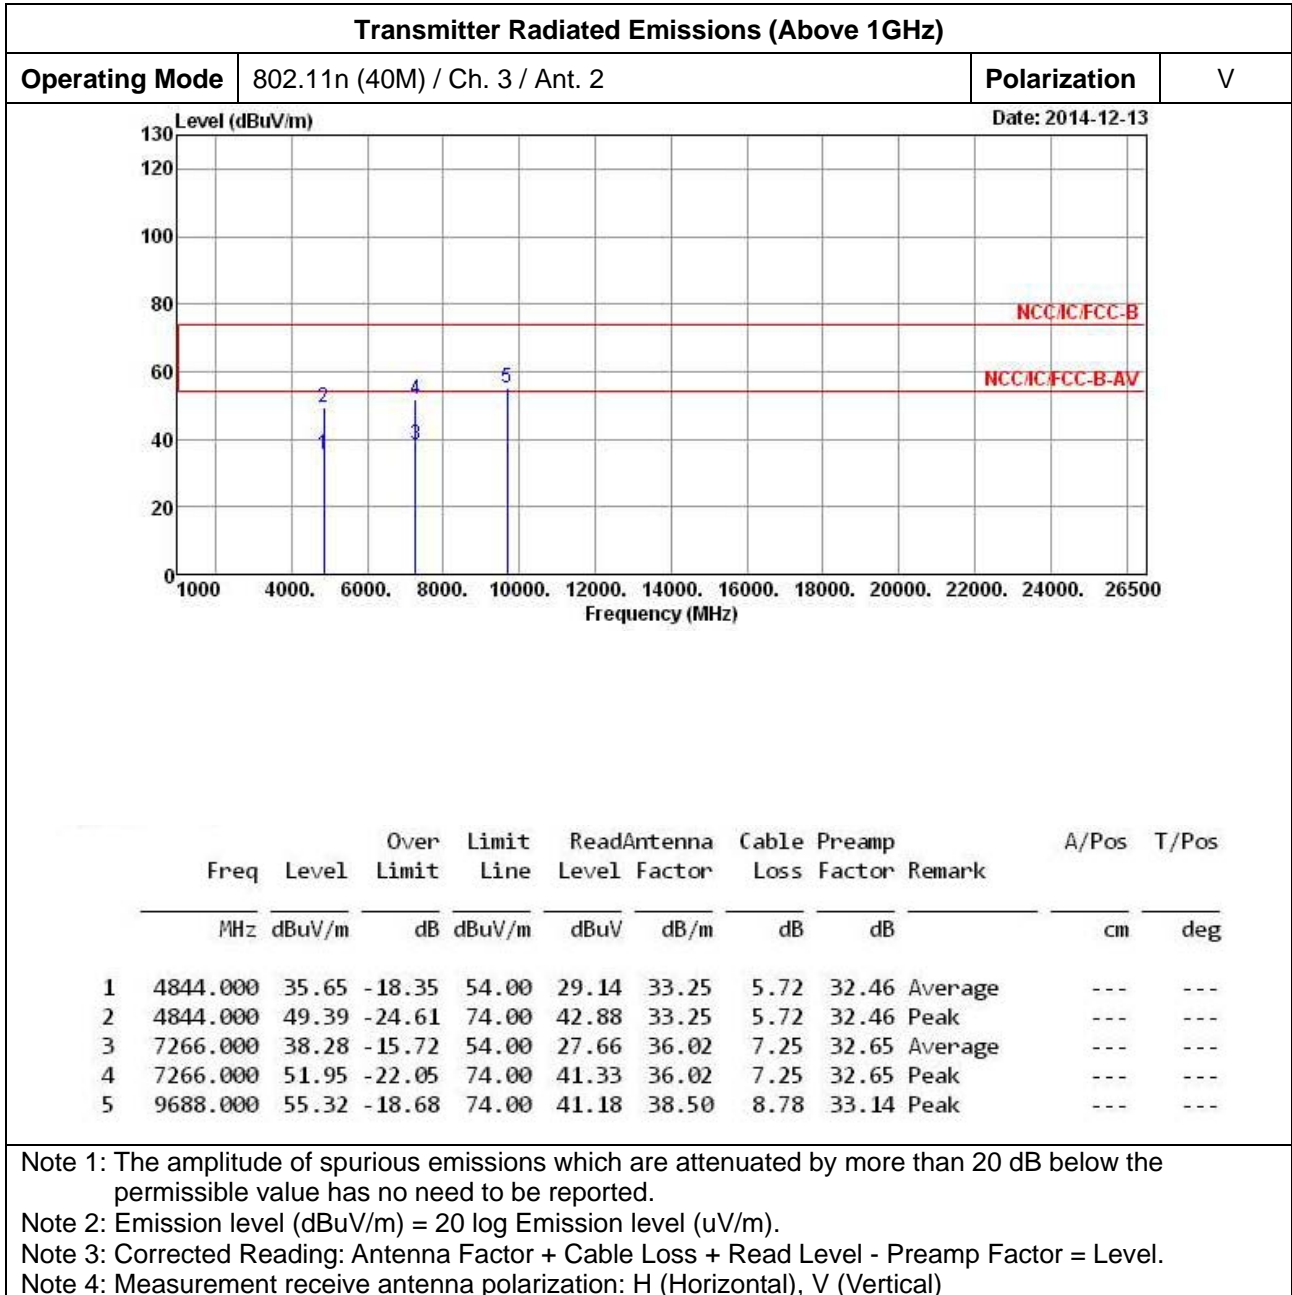 Transmitter Radiated Emissions (Above 1GHz)
Operating Mode 802.11n (40M) / Ch. 3 / Ant. 2 Polarization V
Level (dBuV/m) Date: 2014-12-13
130
120
100
80
NCC/IC/FCC-B
60
NCC/IC/FCC-B-AV
2 4 5
1 3
40
20
0
1000 4000. 6000. 8000. 10000. 12000. 14000. 16000. 18000. 20000. 22000. 24000. 26500
Frequency (MHz)
Over Limit ReadAntenna Cable Preamp A/Pos T/Pos
Freq Level Limit Line Level Factor Loss Factor Remark
MHz dBuV/m dB dBuV/m dBuV dB/m dB dB cm deg
1 4844.000 35.65 -18.35 54.00 29.14 33.25 5.72 32.46 Average --- ---
2 4844.000 49.39 -24.61 74.00 42.88 33.25 5.72 32.46 Peak --- ---
3 7266.000 38.28 -15.72 54.00 27.66 36.02 7.25 32.65 Average --- ---
4 7266.000 51.95 -22.05 74.00 41.33 36.02 7.25 32.65 Peak --- ---
5 9688.000 55.32 -18.68 74.00 41.18 38.50 8.78 33.14 Peak --- ---
Note 1: The amplitude of spurious emissions which are attenuated by more than 20 dB below the
permissible value has no need to be reported.
Note 2: Emission level (dBuV/m) = 20 log Emission level (uV/m).
Note 3: Corrected Reading: Antenna Factor + Cable Loss + Read Level - Preamp Factor = Level.
Note 4: Measurement receive antenna polarization: H (Horizontal), V (Vertical)